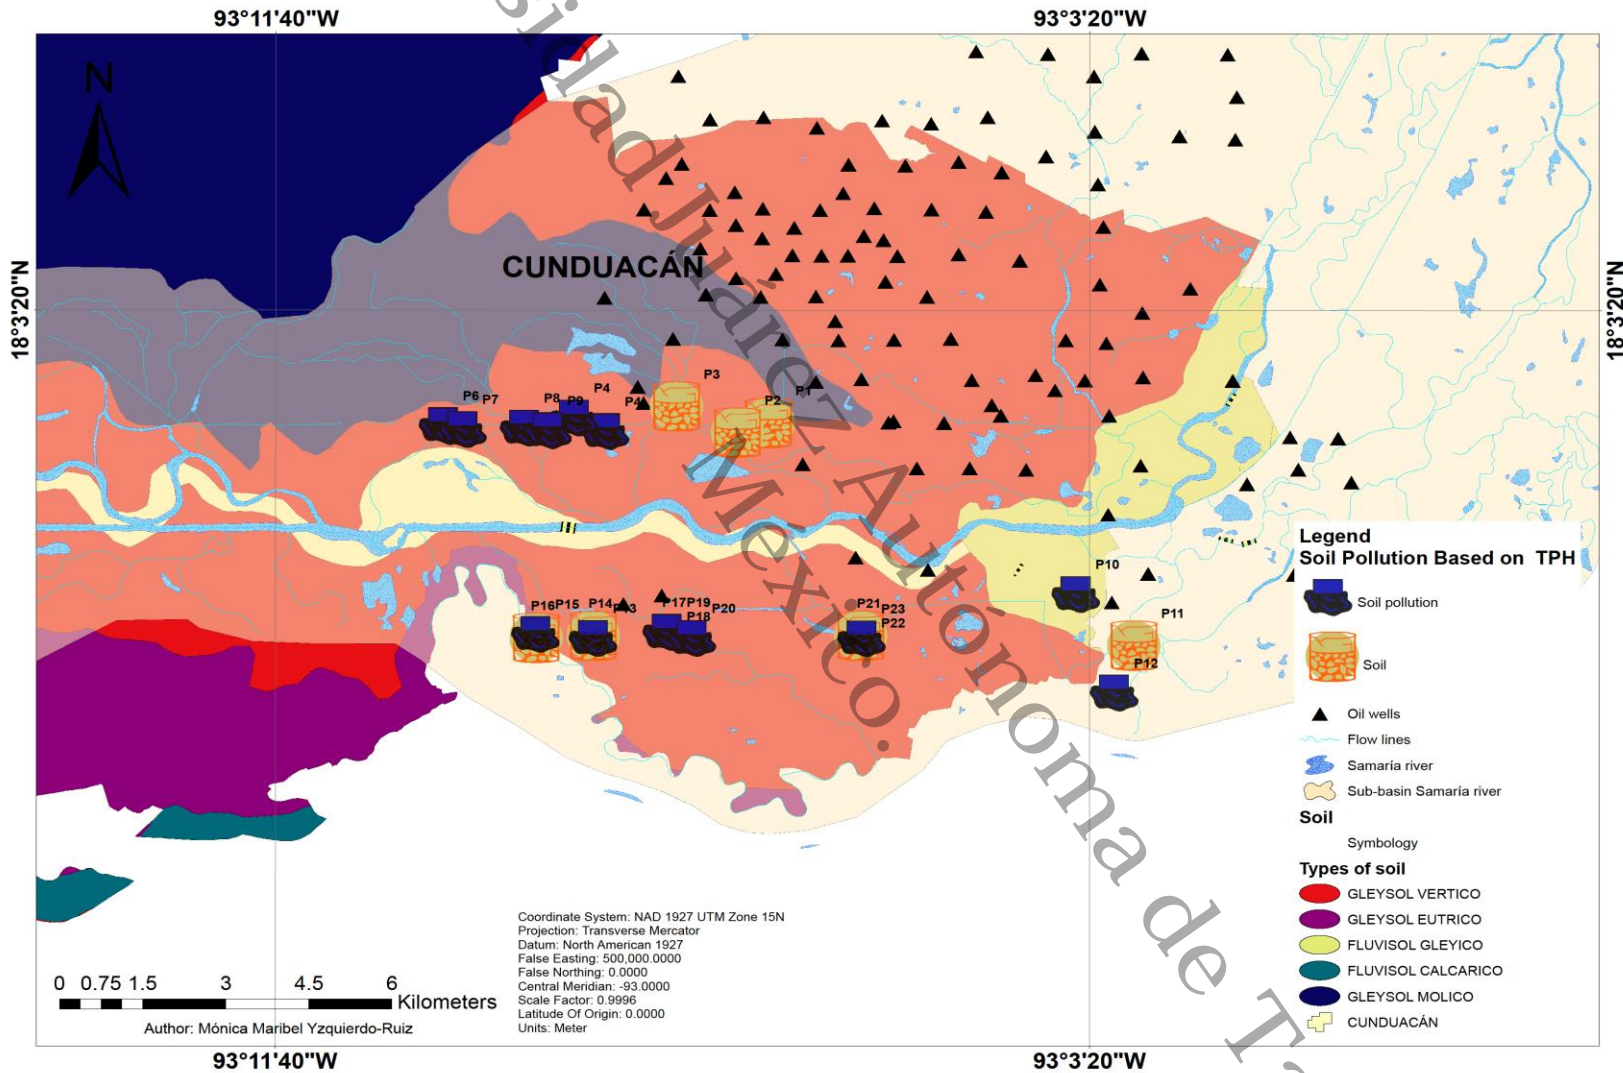 93°11'40"W
93°3'20"W
N
18°3'20"N
18°3'20"N
CUNDUACÁN
P3
P1
P2
P4
P4
P6
P7
P8
P9
P10
P11
P12
P16
P15
P14
P17
P19
P20
P18
P21
P23
P22
Legend
Soil Pollution Based on TPH
Soil pollution
Soil
Oil wells
Flow lines
Samaría river
Sub-basin Samaría river
Soil
Symbology
Types of soil
GLEYSOL VERTICO
GLEYSOL EUTRICO
FLUVISOL GLEYICO
FLUVISOL CALCARICO
GLEYSOL MOLICO
CUNDUACÁN
Coordinate System: NAD 1927 UTM Zone 15N
Projection: Transverse Mercator
Datum: North American 1927
False Easting: 500,000.0000
False Northing: 0.0000
Central Meridian: -93.0000
Scale Factor: 0.9996
Latitude Of Origin: 0.0000
Units: Meter
0 0.75 1.5 3 4.5 6
Kilometers
Author: Mónica Maribel Yzquierdo-Ruiz
93°11'40"W
93°3'20"W
Juárez Autónoma de
México.